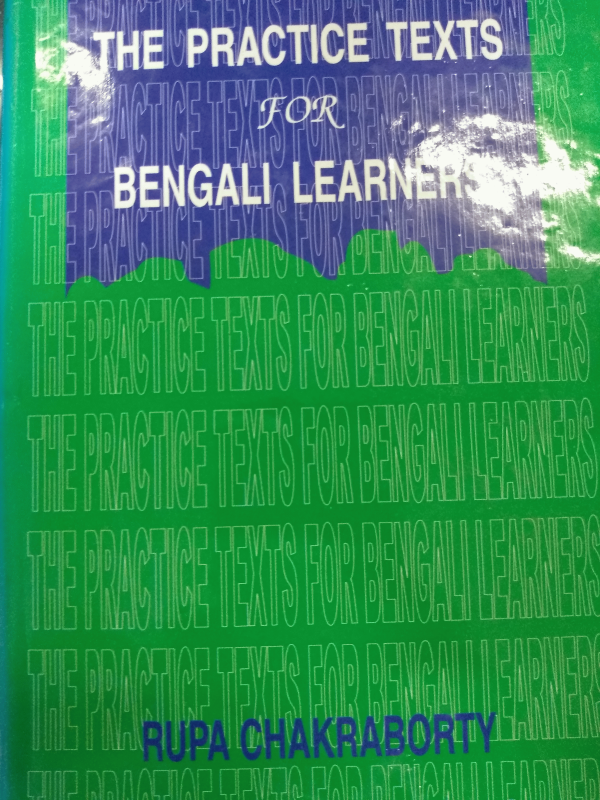 THE PRACTICE TEXTS
FOR
BENGALI LEARNERS
THE PRACTICE TEXTS FOR BENGALI LEARNERS
THE PRACTICE TEXTS FOR BENGALI LEARNERS
THE PRACTICE TEXTS FOR BENGALI LEARNERS
THE PRACTICE TEXTS FOR BENGALI LEARNERS
RUPA CHAKRABORTY
THE PRACTICE TEXTS FOR BENGALI LEARNER